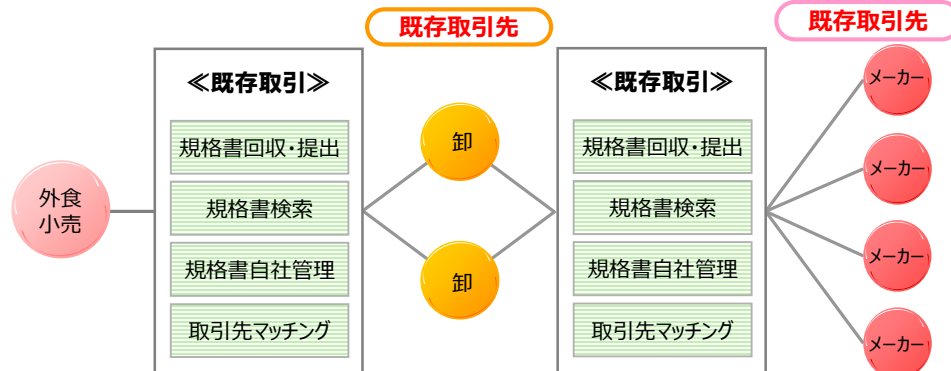 既存取引先
既存取引先
≪既存取引≫
規格書回収・提出
規格書検索
規格書自社管理
取引先マッチング
外食
小売
卸
卸
≪既存取引≫
規格書回収・提出
規格書検索
規格書自社管理
取引先マッチング
メーカー
メーカー
メーカー
メーカー